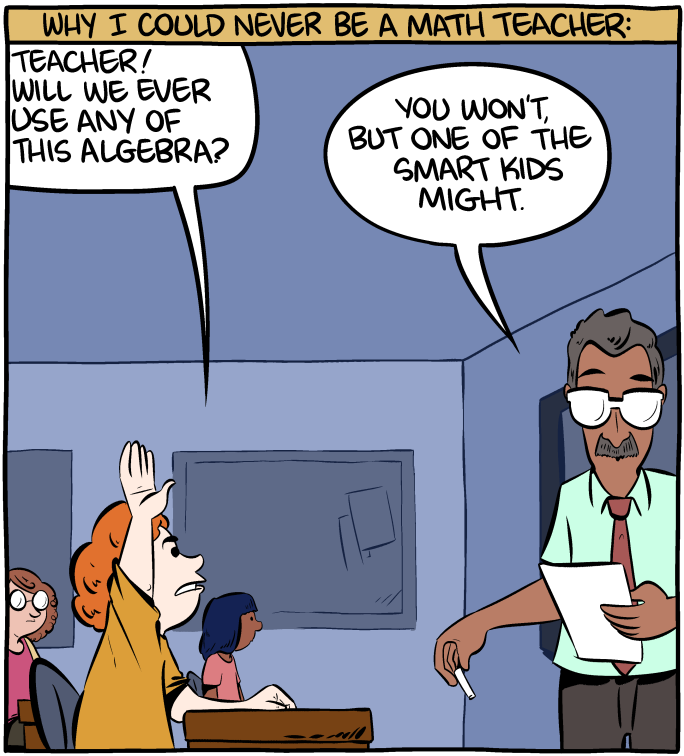 WHY I COULD NEVER BE A MATH TEACHER:
TEACHER!
WILL WE EVER
USE ANY OF
THIS ALGEBRA?
YOU WON'T,
BUT ONE OF THE
SMART KIDS
MIGHT.